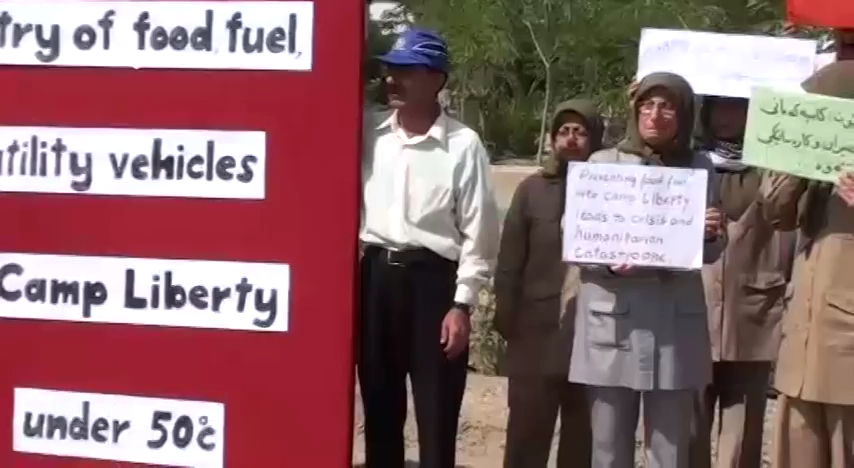 try of food, fuel,
utility vehicles
Camp Liberty
under 50°c
Preventing food fuel
into Camp Liberty
leads to crisis and
humanitarian
catastrophe